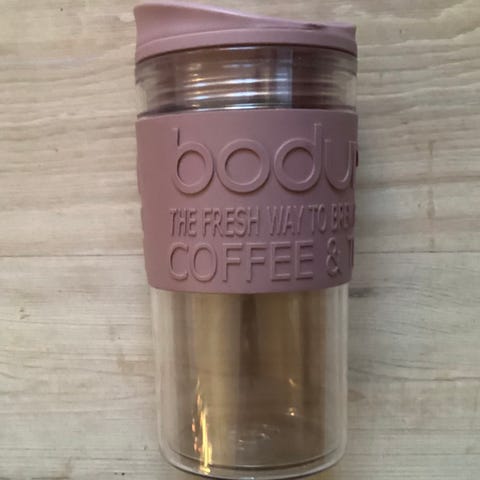 bodu
THE FRESH WAY TO BRE
COFFEE & T